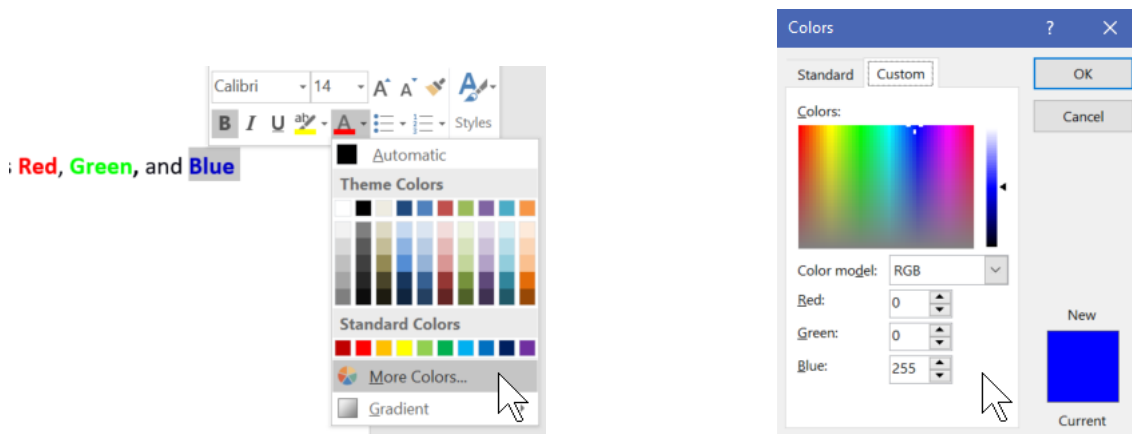 Calibri 14 A A
B I U ab A Styles
s Red, Green, and Blue
Automatic
Theme Colors
Standard Colors
More Colors...
Gradient
Colors ? ×
Standard Custom
OK
Cancel
Colors:
Color model: RGB
Red: 0
Green: 0
Blue: 255
New
Current